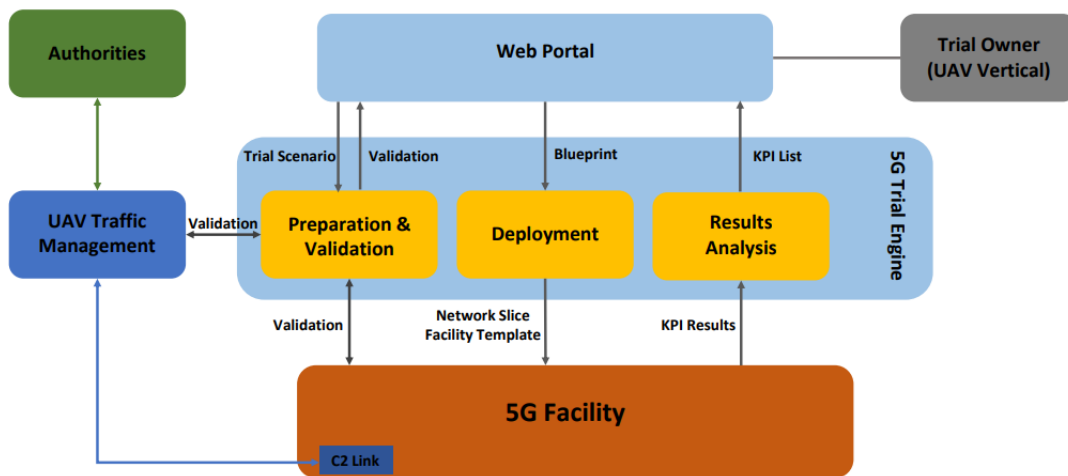 Authorities
Web Portal
Trial Owner
(UAV Vertical)
Trial Scenario
Validation
Blueprint
KPI List
5G Trial Engine
UAV Traffic
Management
Validation
Preparation &
Validation
Deployment
Results
Analysis
Validation
Network Slice
Facility Template
KPI Results
5G Facility
C2 Link